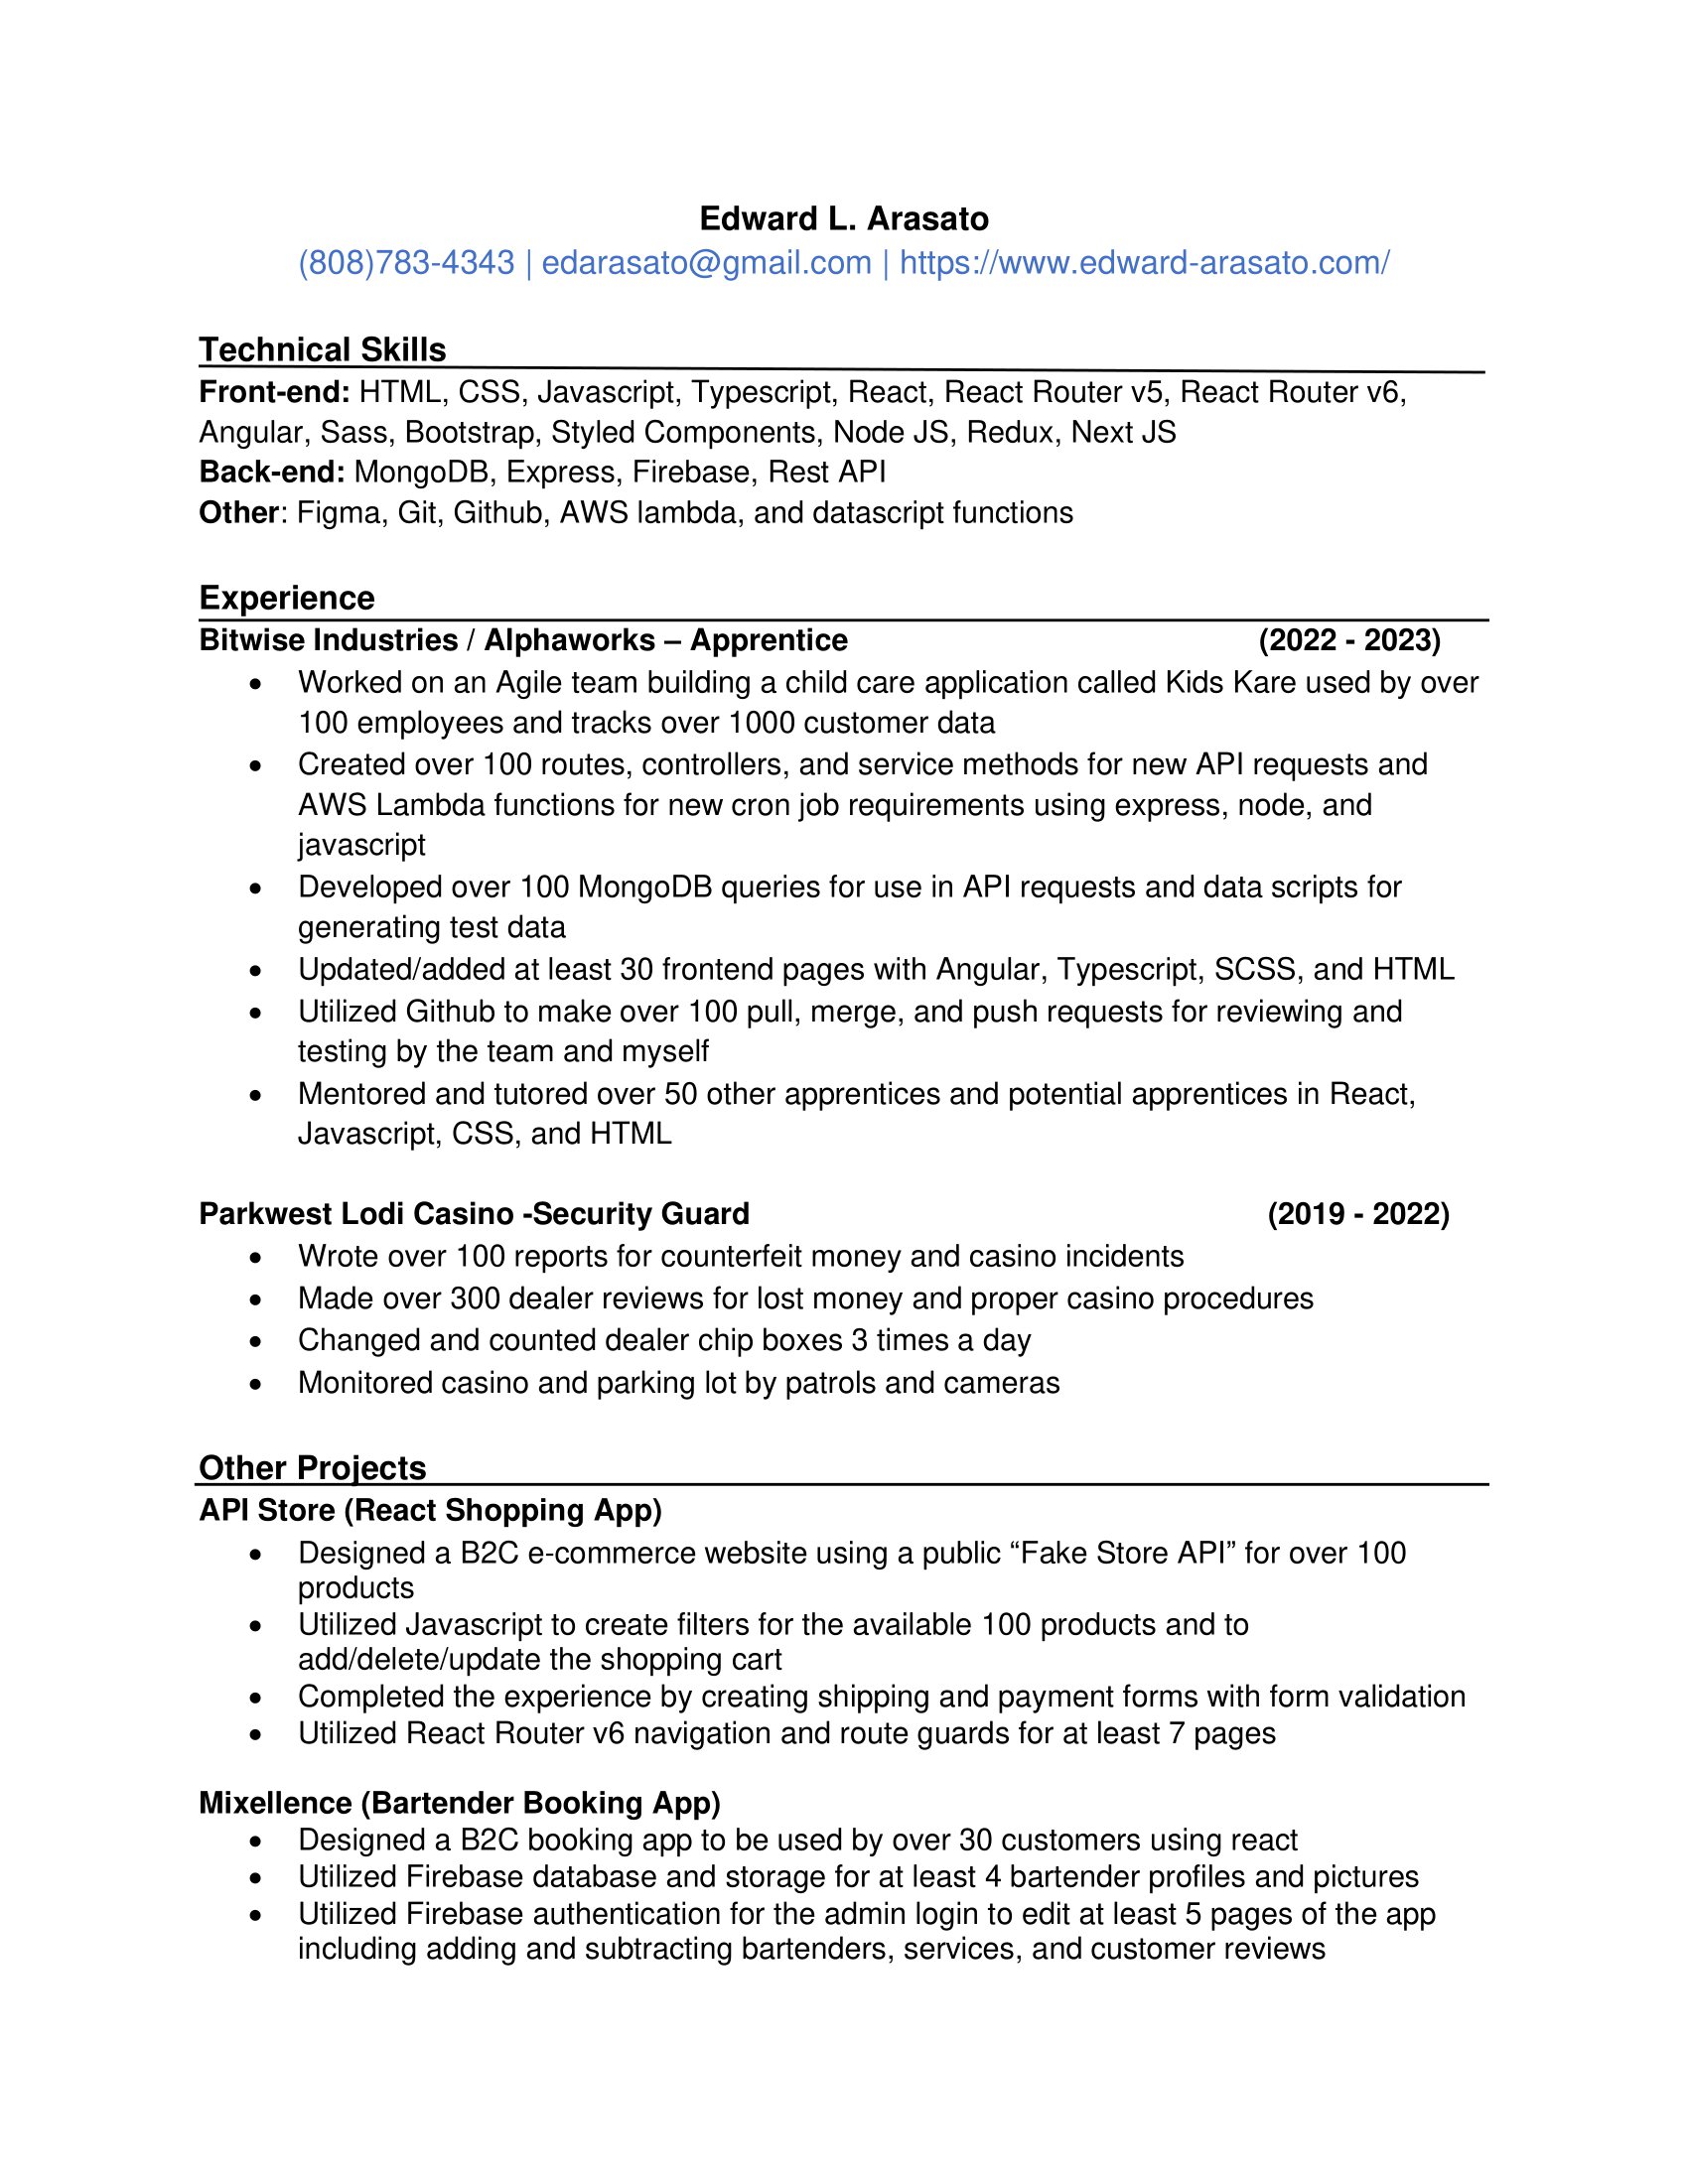 Edward L. Arasato
(808)783-4343 | edarasato@gmail.com | https://www.edward-arasato.com/
Technical Skills
Front-end: HTML, CSS, Javascript, Typescript, React, React Router v5, React Router v6,
Angular, Sass, Bootstrap, Styled Components, Node JS, Redux, Next JS
Back-end: MongoDB, Express, Firebase, Rest API
Other: Figma, Git, Github, AWS lambda, and datascript functions
Experience
Bitwise Industries / Alphaworks – Apprentice (2022 - 2023)
• Worked on an Agile team building a child care application called Kids Kare used by over
100 employees and tracks over 1000 customer data
• Created over 100 routes, controllers, and service methods for new API requests and
AWS Lambda functions for new cron job requirements using express, node, and
javascript
• Developed over 100 MongoDB queries for use in API requests and data scripts for
generating test data
• Updated/added at least 30 frontend pages with Angular, Typescript, SCSS, and HTML
• Utilized Github to make over 100 pull, merge, and push requests for reviewing and
testing by the team and myself
• Mentored and tutored over 50 other apprentices and potential apprentices in React,
Javascript, CSS, and HTML
Parkwest Lodi Casino -Security Guard (2019 - 2022)
• Wrote over 100 reports for counterfeit money and casino incidents
• Made over 300 dealer reviews for lost money and proper casino procedures
• Changed and counted dealer chip boxes 3 times a day
• Monitored casino and parking lot by patrols and cameras
Other Projects
API Store (React Shopping App)
• Designed a B2C e-commerce website using a public “Fake Store API” for over 100
products
• Utilized Javascript to create filters for the available 100 products and to
add/delete/update the shopping cart
• Completed the experience by creating shipping and payment forms with form validation
• Utilized React Router v6 navigation and route guards for at least 7 pages
Mixellence (Bartender Booking App)
• Designed a B2C booking app to be used by over 30 customers using react
• Utilized Firebase database and storage for at least 4 bartender profiles and pictures
• Utilized Firebase authentication for the admin login to edit at least 5 pages of the app
including adding and subtracting bartenders, services, and customer reviews